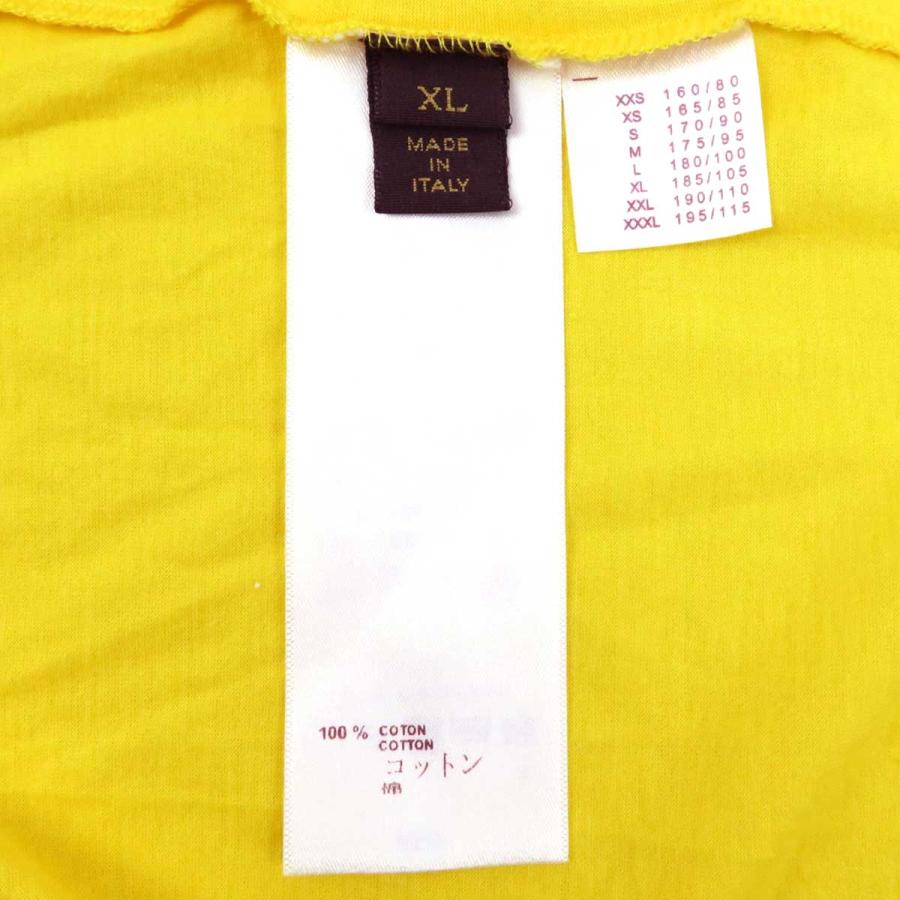 XL
MADE
IN
ITALY
XXS 160/80
XS 165/85
S 170/90
M 175/95
L 180/100
XL 185/105
XXL 190/110
XXXL 195/115
100 % COTON
COTTON
コットン
棉